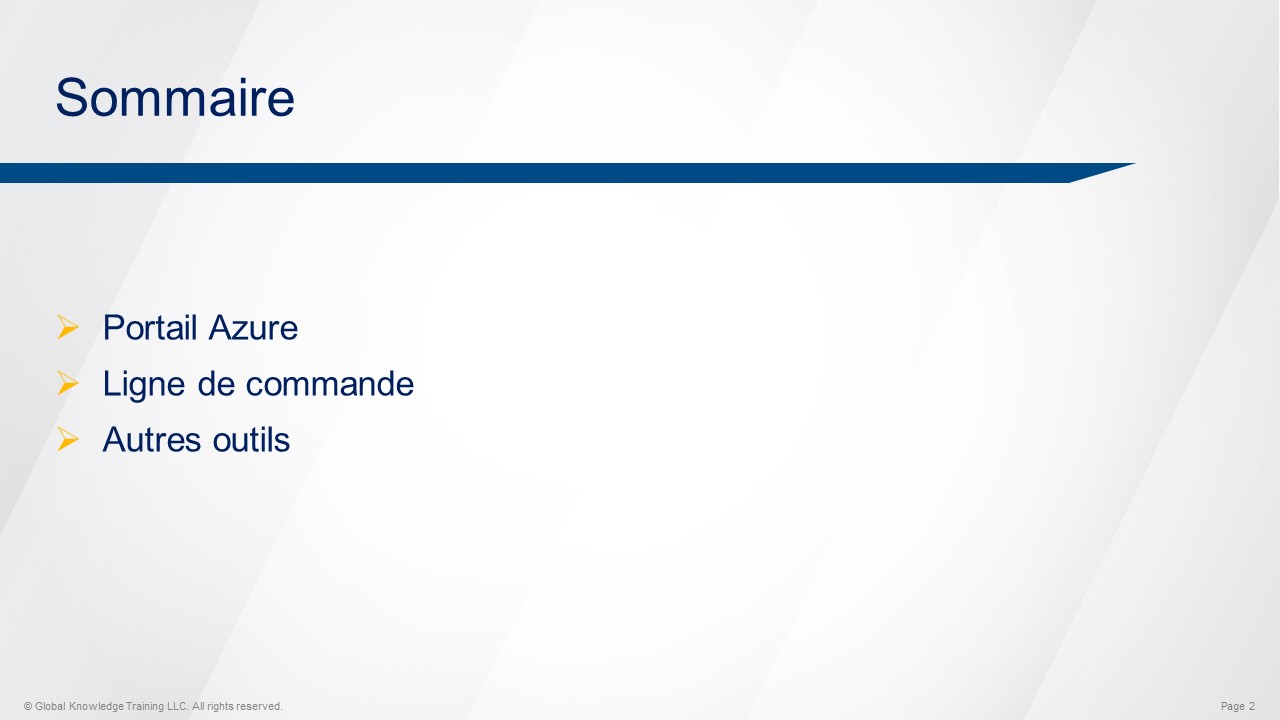 Sommaire
Portail Azure
Ligne de commande
Autres outils
© Global Knowledge Training LLC. All rights reserved.
Page 2